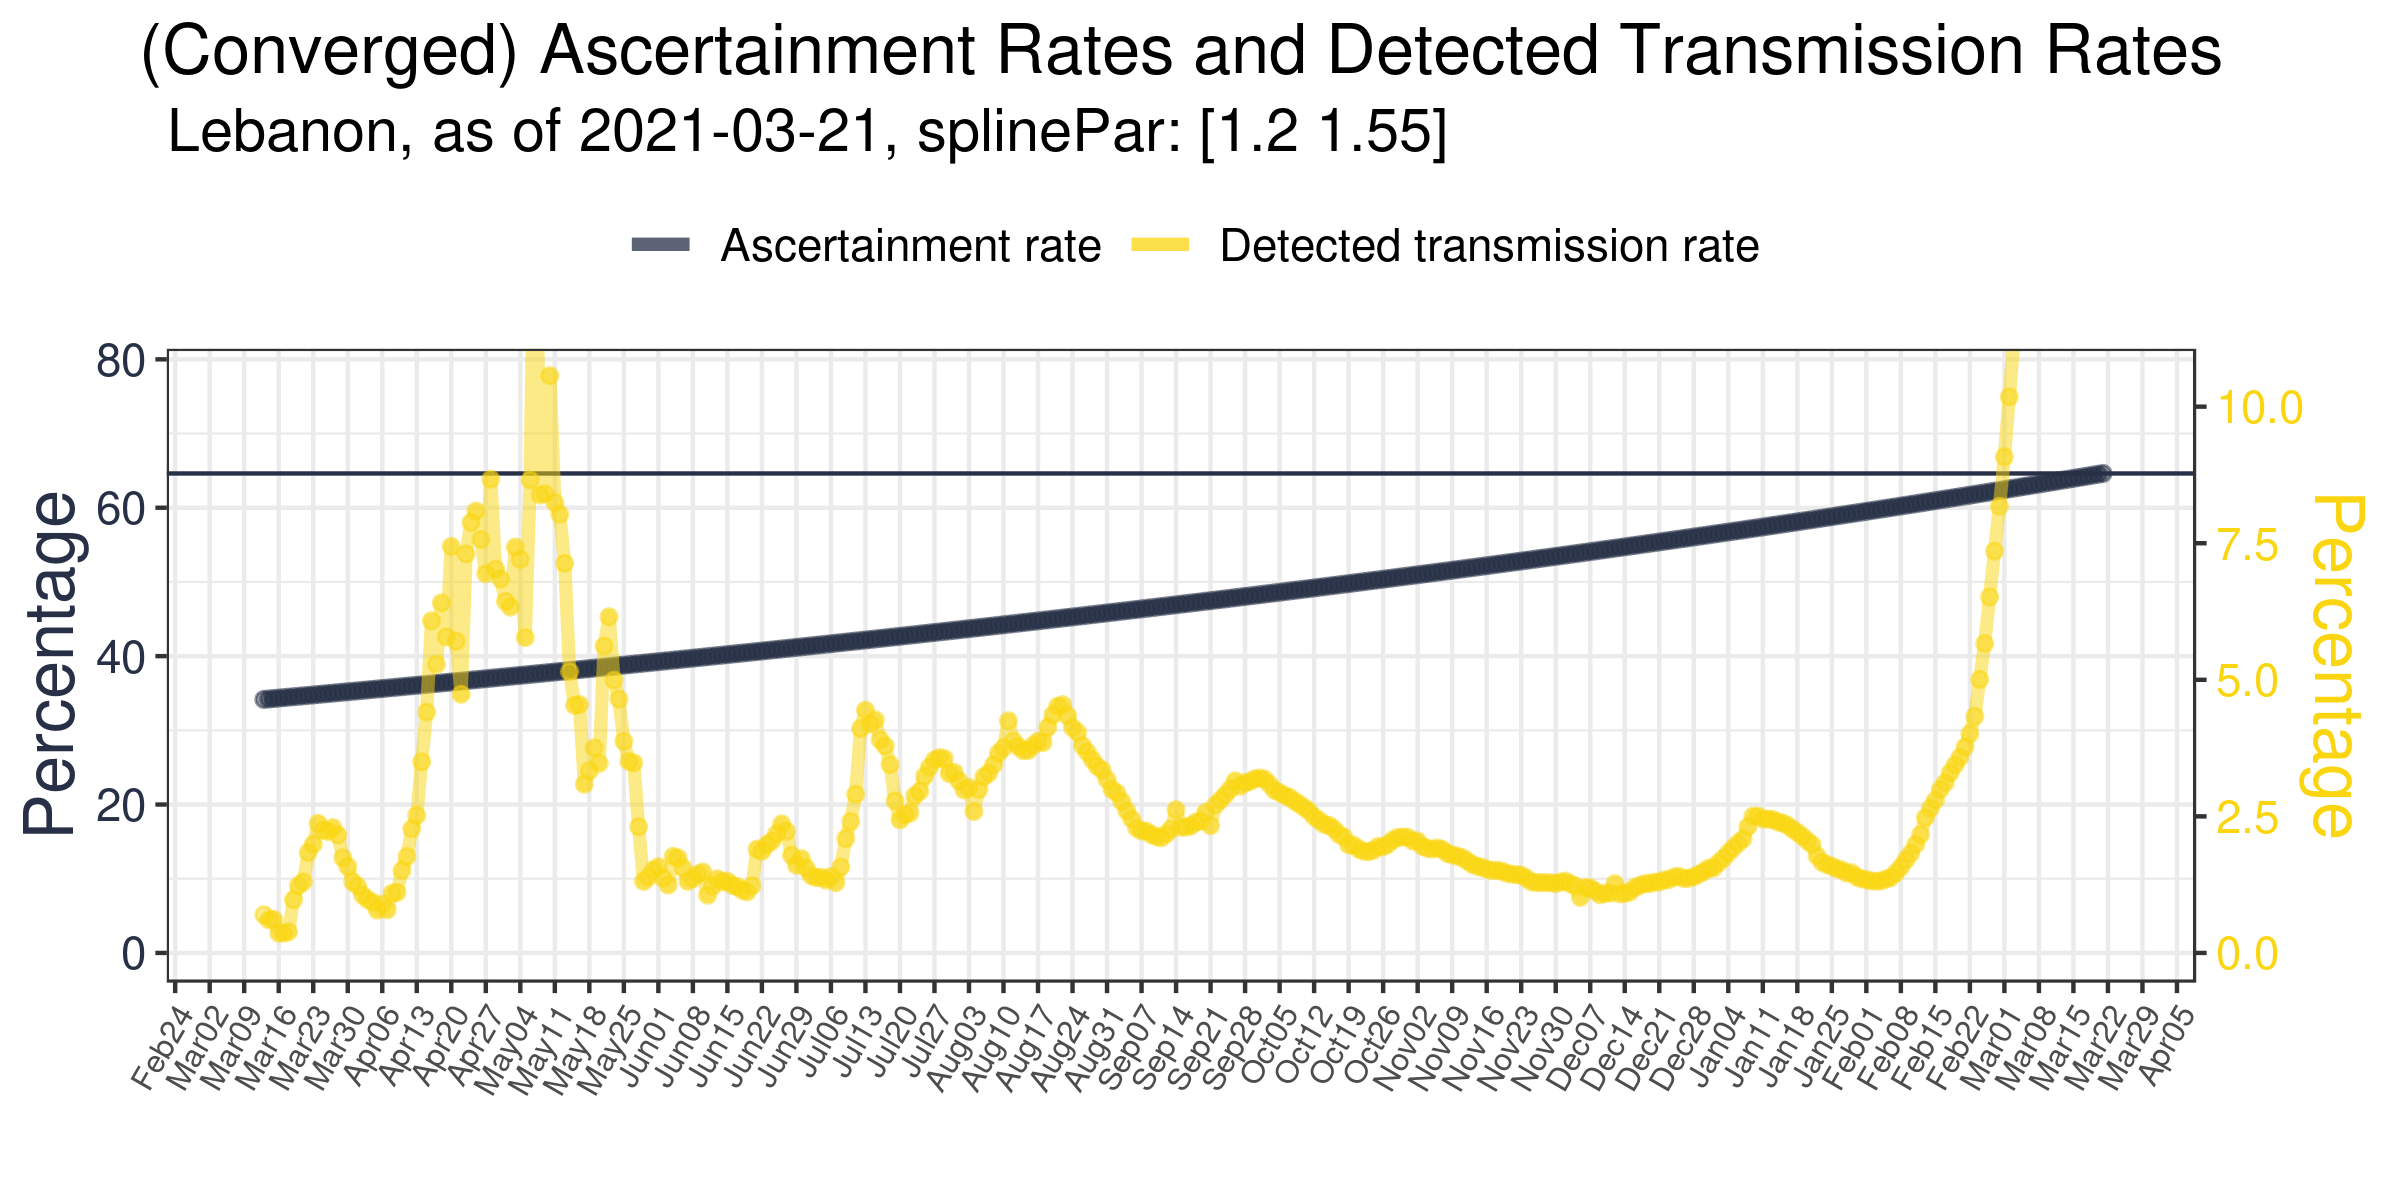 (Converged) Ascertainment Rates and Detected Transmission Rates
Lebanon, as of 2021-03-21, splinePar: [1.2 1.55]
Ascertainment rate
Detected transmission rate
Percentage
80
60
40
20
0
10.0
7.5
5.0
2.5
0.0
Percentage
Feb24
Mar02
Mar09
Mar16
Mar23
Mar30
Apr06
Apr13
Apr20
Apr27
May04
May11
May18
May25
Jun01
Jun08
Jun15
Jun22
Jun29
Jul06
Jul13
Jul20
Jul27
Aug03
Aug10
Aug17
Aug24
Aug31
Sep07
Sep14
Sep21
Sep28
Oct05
Oct12
Oct19
Oct26
Nov02
Nov09
Nov16
Nov23
Nov30
Dec07
Dec14
Dec21
Dec28
Jan04
Jan11
Jan18
Jan25
Feb01
Feb08
Feb15
Feb22
Mar01
Mar08
Mar15
Mar22
Mar29
Apr05